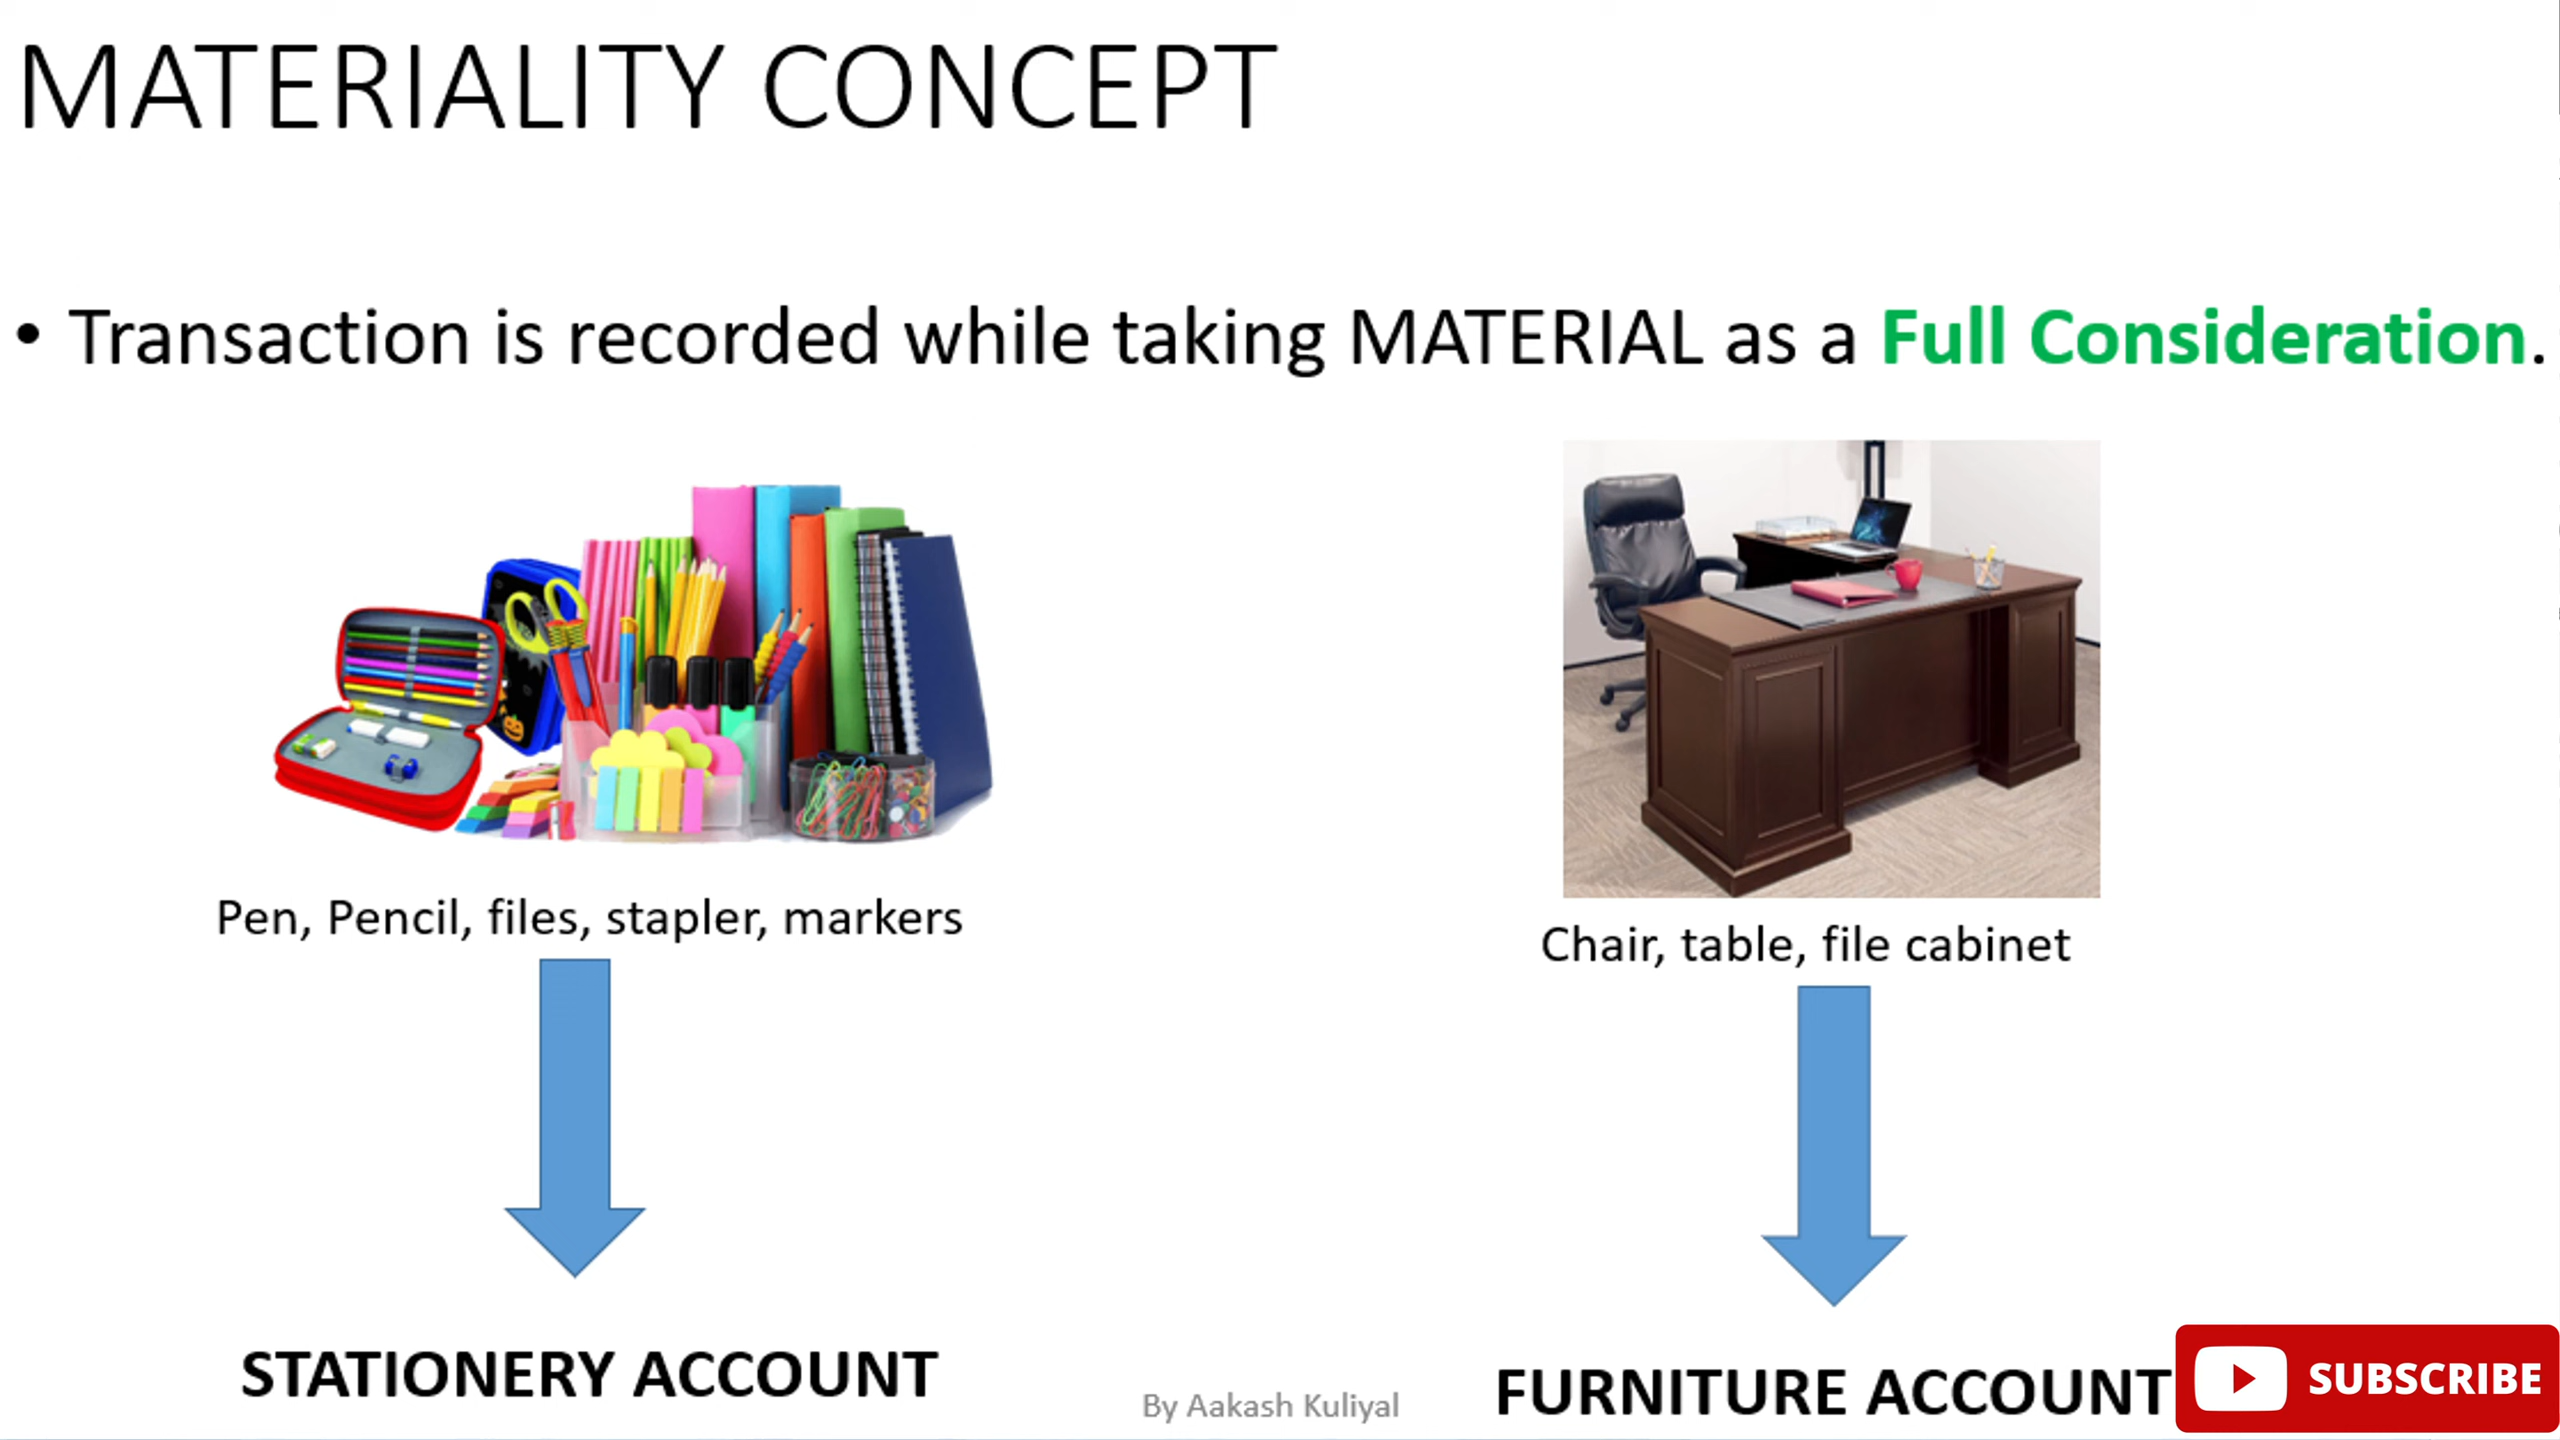 MATERIALITY CONCEPT
• Transaction is recorded while taking MATERIAL as a Full Consideration.
Pen, Pencil, files, stapler, markers
Chair, table, file cabinet
STATIONERY ACCOUNT
By Aakash Kuliyal
FURNITURE ACCOUNT
SUBSCRIBE